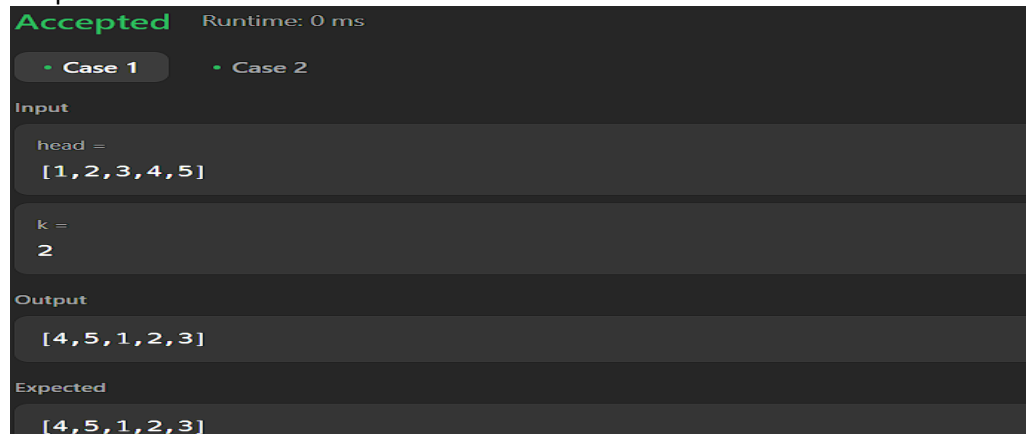 Accepted Runtime: 0 ms
• Case 1 • Case 2
Input
head =
[1,2,3,4,5]
k =
2
Output
[4,5,1,2,3]
Expected
[4,5,1,2,3]